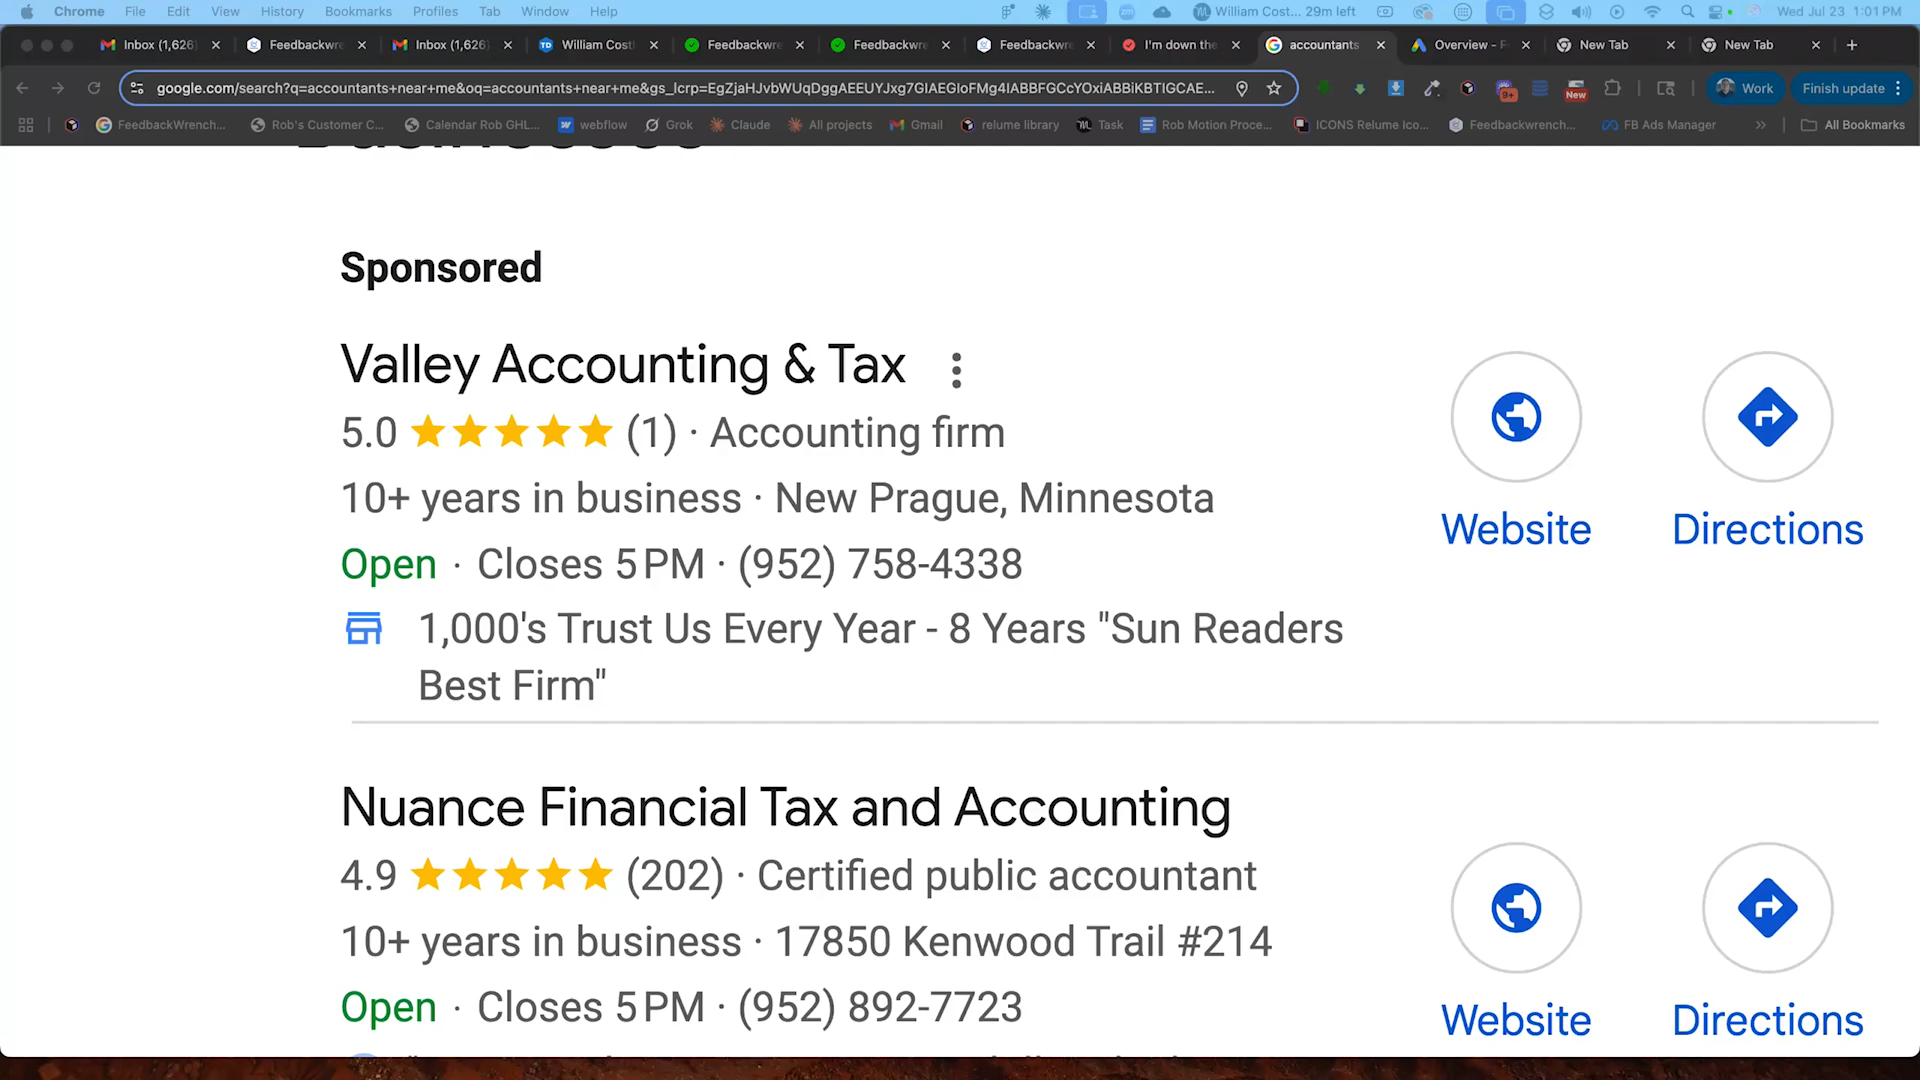 Chrome File Edit View History Bookmarks Profiles Tab Window Help William Cost... 29m left Wed Jul 23 1:01 PM
Inbox (1,626) Feedbackwre Inbox (1,626) William Cost Feedbackwre Feedbackwre Feedbackwre I'm down the accountants Overview - F New Tab New Tab
google.com/search?q=accountants+near+me&oq=accountants+near+me&gs_lcrp=EgZjaHJvbWUqDggAEEUYJxg7GIAEGIoFMg4IABBFGCcYOxiABBiKBTIGCAE... 9+ New Work Finish update
FeedbackWrench... Rob's Customer C... Calendar Rob GHL... webflow Grok Claude All projects Gmail relume library Task Rob Motion Proce... ICONS Relume Ico... Feedbackwrench... FB Ads Manager All Bookmarks
Sponsored
Valley Accounting & Tax
5.0 (1) · Accounting firm
10+ years in business · New Prague, Minnesota
Open · Closes 5 PM · (952) 758-4338
1,000's Trust Us Every Year - 8 Years "Sun Readers
Best Firm"
Website Directions
Nuance Financial Tax and Accounting
4.9 (202) · Certified public accountant
10+ years in business · 17850 Kenwood Trail #214
Open · Closes 5 PM · (952) 892-7723
Website Directions